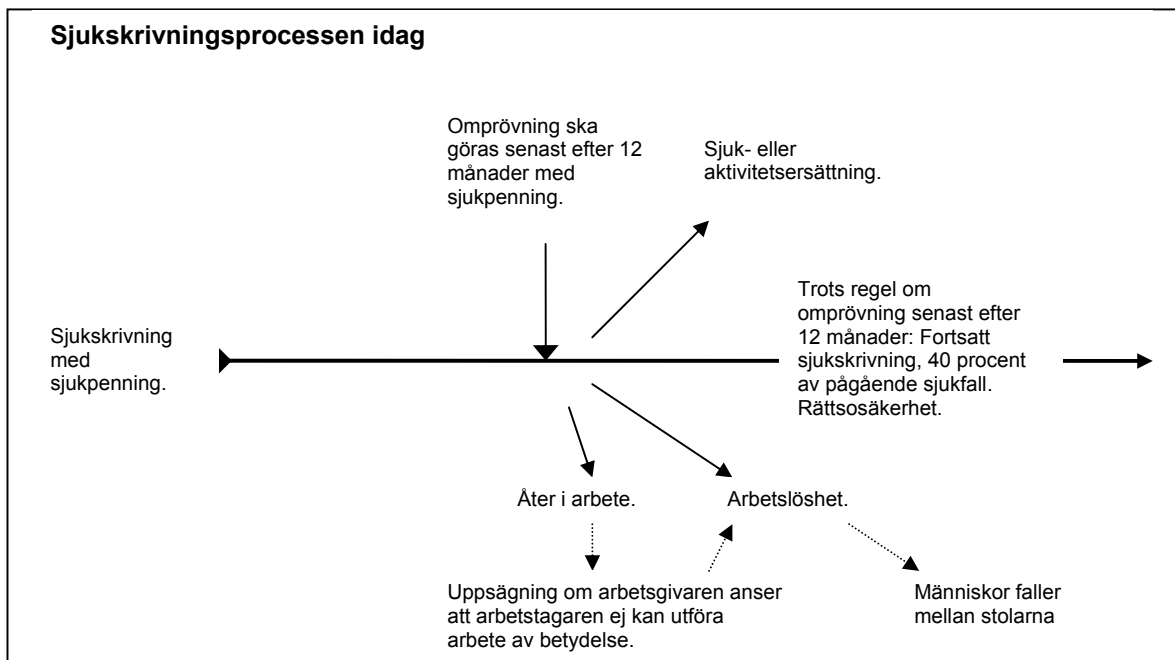 Sjukskrivningsprocessen idag
Omprövning ska
göras senast efter 12
månader med
sjukpenning.
Sjuk- eller
aktivitetsersättning.
Sjukskrivning
med
sjukpenning.
Trots regel om
omprövning senast efter
12 månader: Fortsatt
sjukskrivning, 40 procent
av pågående sjukfall.
Rättsosäkerhet.
Åter i arbete.
Arbetslöshet.
Uppsägning om arbetsgivaren anser
att arbetstagaren ej kan utföra
arbete av betydelse.
Människor faller
mellan stolarna